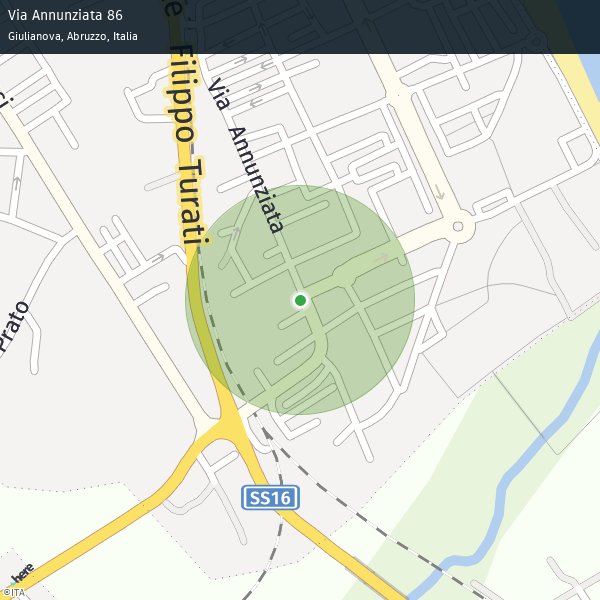 Via Annunziata 86
Giulianova, Abruzzo, Italia
Filippo Turati
Via Annunziata
Prato
SS16
here
©ITA